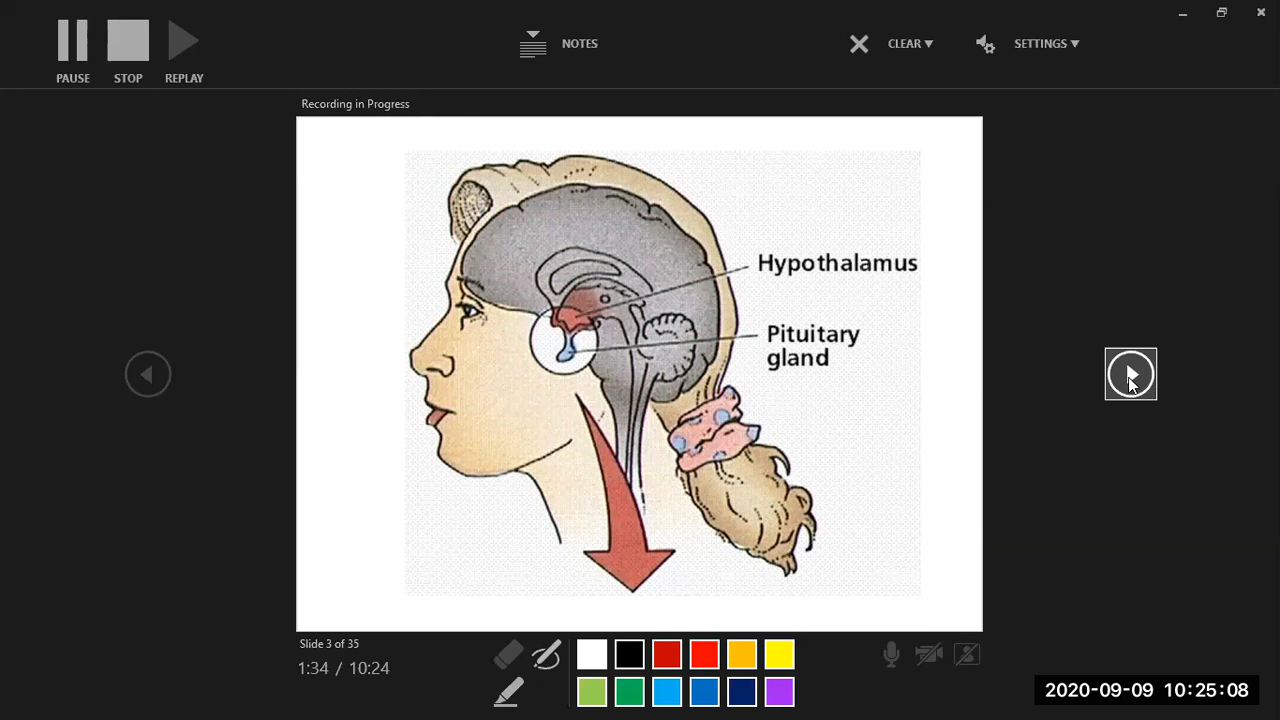 PAUSE STOP REPLAY
NOTES
CLEAR
SETTINGS
Recording in Progress
Hypothalamus
Pituitary
gland
Slide 3 of 35
1:34 / 10:24
2020-09-09 10:25:08